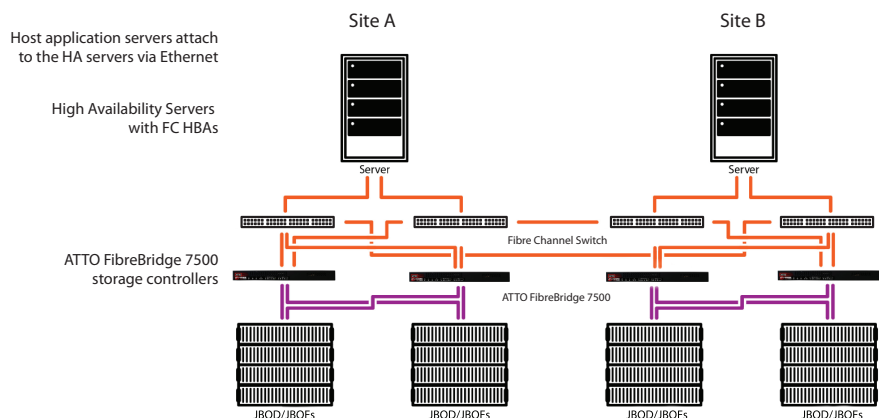 Site A
Site B
Host application servers attach
to the HA servers via Ethernet
High Availability Servers
with FC HBAs
Server
Server
Fibre Channel Switch
ATTO FibreBridge 7500
storage controllers
ATTO FibreBridge 7500
JBOD/JBOFs
JBOD/JBOFs
JBOD/JBOFs
JBOD/JBOFs